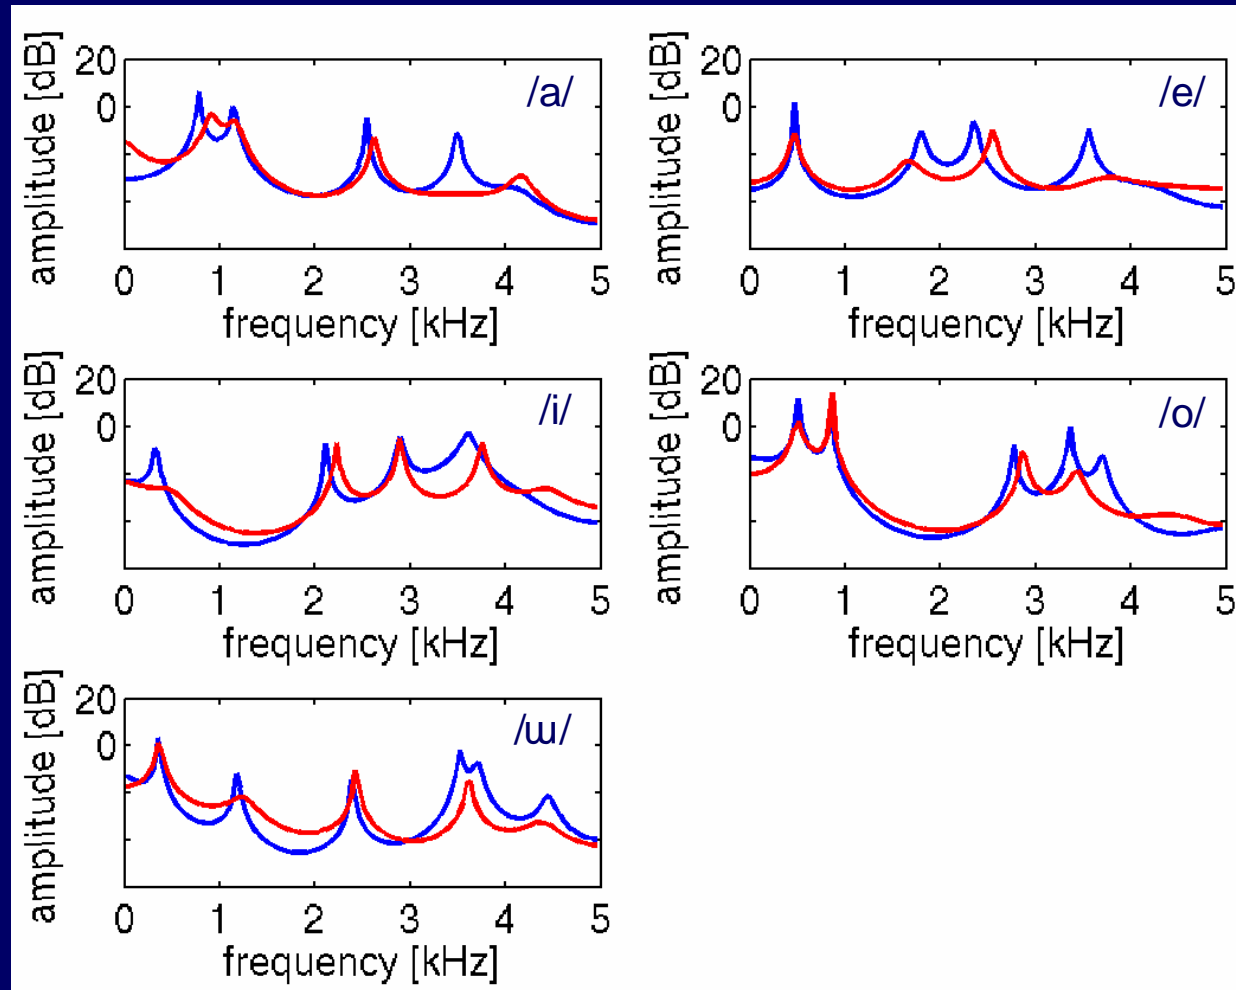 amplitude [dB]
20
0
/a/
0 1 2 3 4 5
frequency [kHz]
amplitude [dB]
20
0
/e/
0 1 2 3 4 5
frequency [kHz]
amplitude [dB]
20
0
/i/
0 1 2 3 4 5
frequency [kHz]
amplitude [dB]
20
0
/o/
0 1 2 3 4 5
frequency [kHz]
amplitude [dB]
20
0
/ɯ/
0 1 2 3 4 5
frequency [kHz]